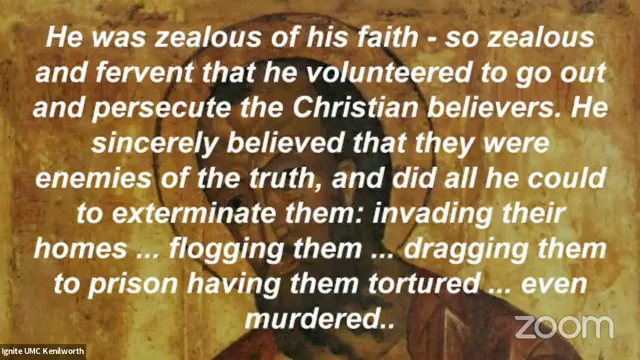 He was zealous of his faith - so zealous
and fervent that he volunteered to go out
and persecute the Christian believers. He
sincerely believed that they were
enemies of the truth, and did all he could
to exterminate them: invading their
homes ... flogging them ... dragging them
to prison having them tortured ... even
murdered..
zoom
Ignite UMC Kenilworth